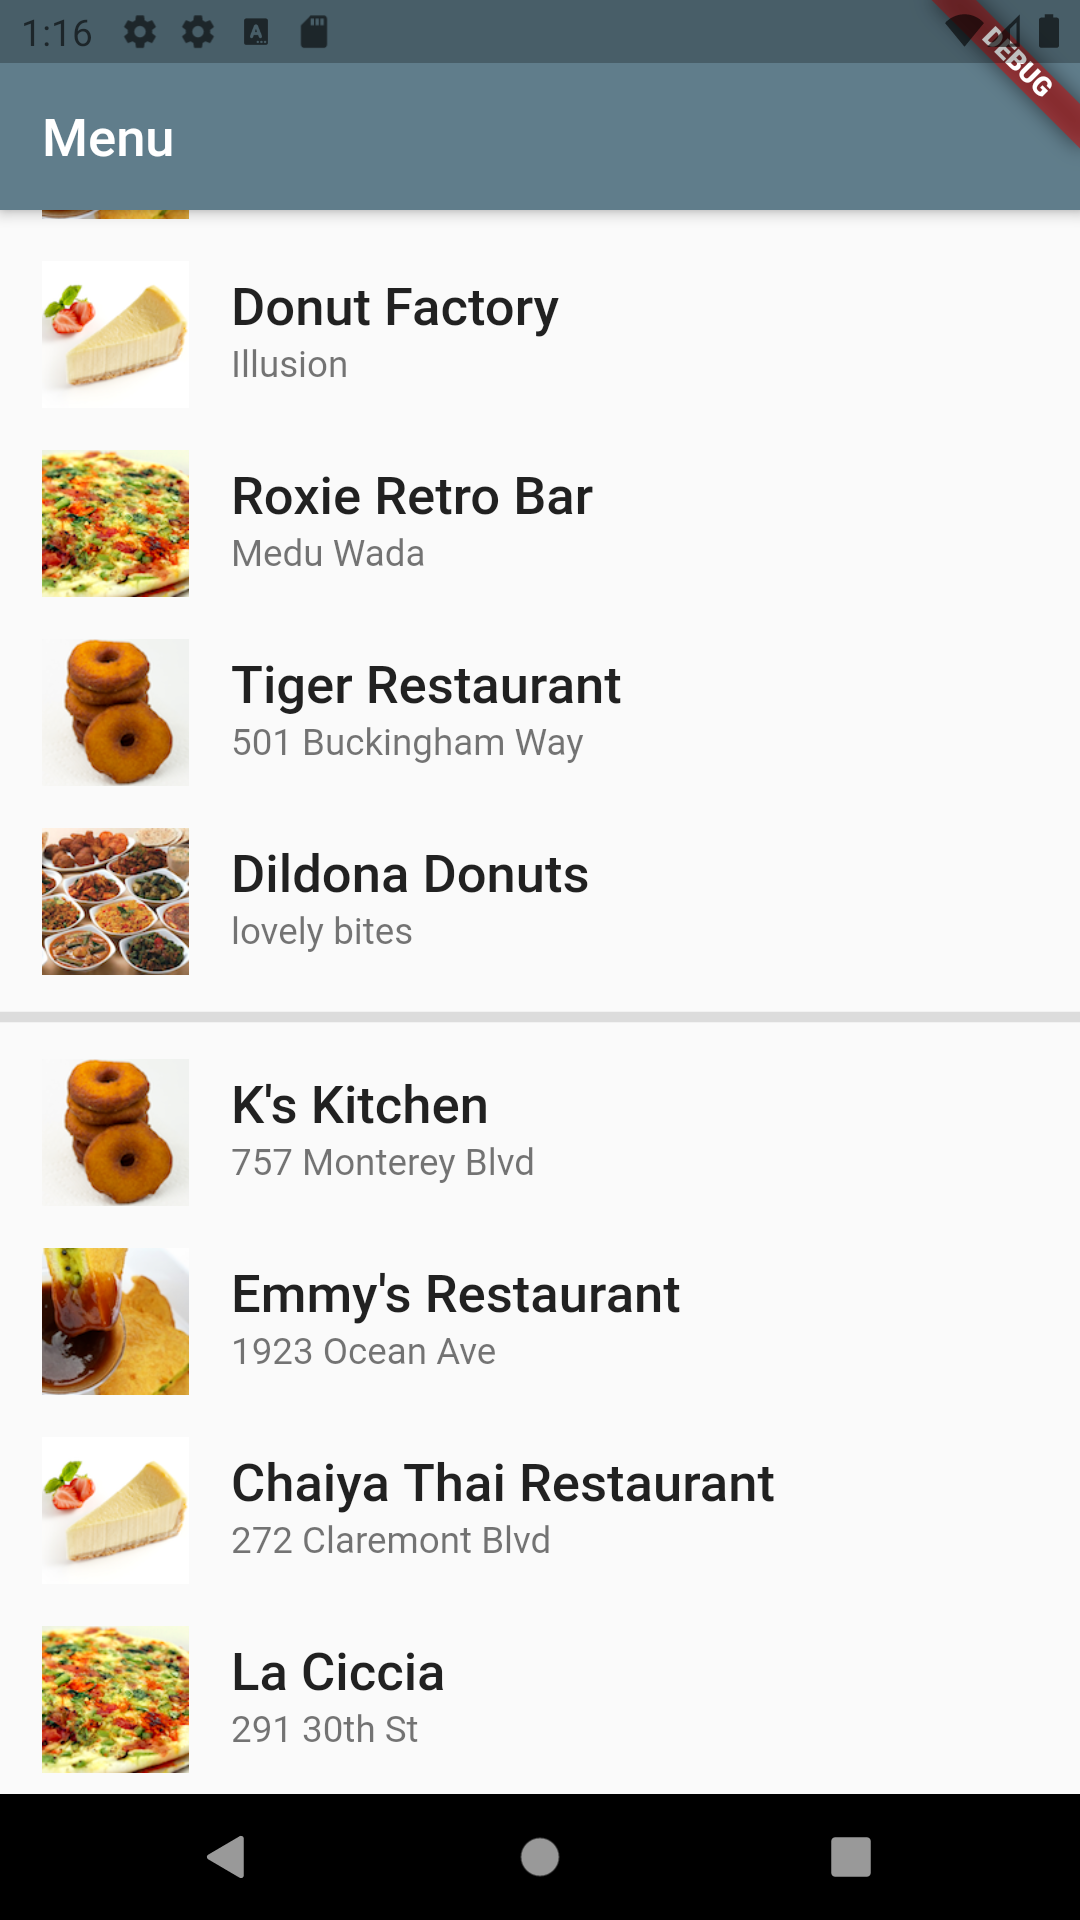 1:16
DEBUG
Menu
Donut Factory
Illusion
Roxie Retro Bar
Medu Wada
Tiger Restaurant
501 Buckingham Way
Dildona Donuts
lovely bites
K's Kitchen
757 Monterey Blvd
Emmy's Restaurant
1923 Ocean Ave
Chaiya Thai Restaurant
272 Claremont Blvd
La Ciccia
291 30th St